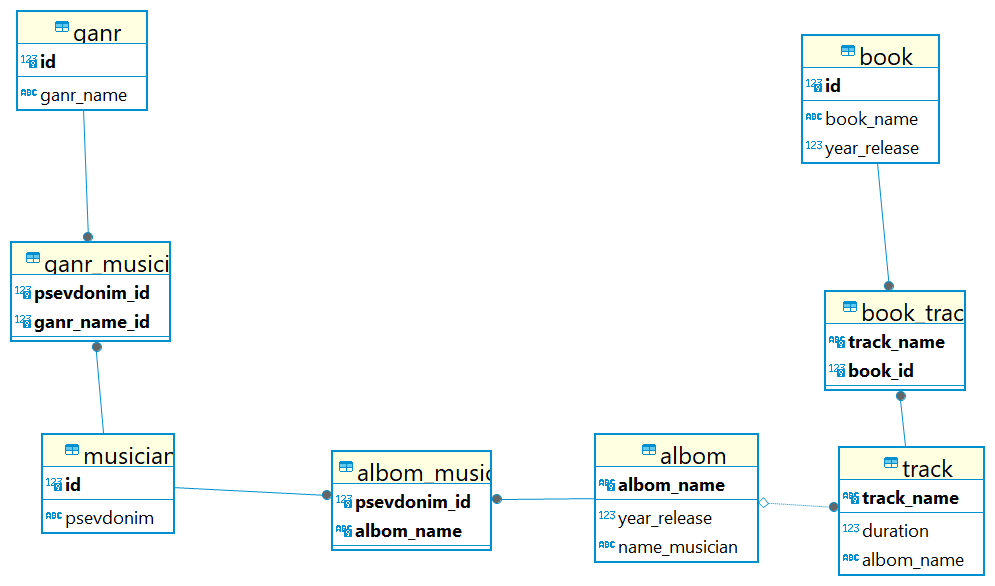 ganr
123 id
ABC ganr_name
ganr_musici
123 psevdonim_id
123 ganr_name_id
musician
123 id
ABC psevdonim
albom_music
123 psevdonim_id
ABC albom_name
albom
ABC albom_name
123 year_release
ABC name_musician
book
123 id
ABC book_name
123 year_release
book_trac
ABC track_name
123 book_id
track
ABC track_name
123 duration
ABC albom_name